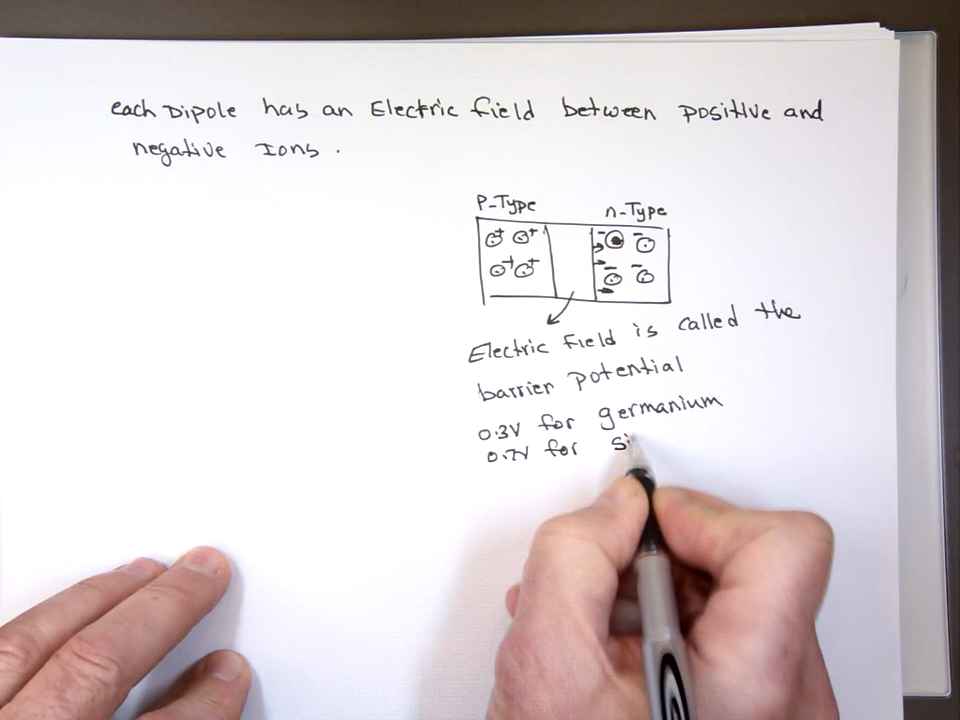 each Dipole has an Electric field between positive and
negative Ions .
P-Type
n-Type
Electric field is called the
barrier potential
0.3V for germanium
0.7V for Si